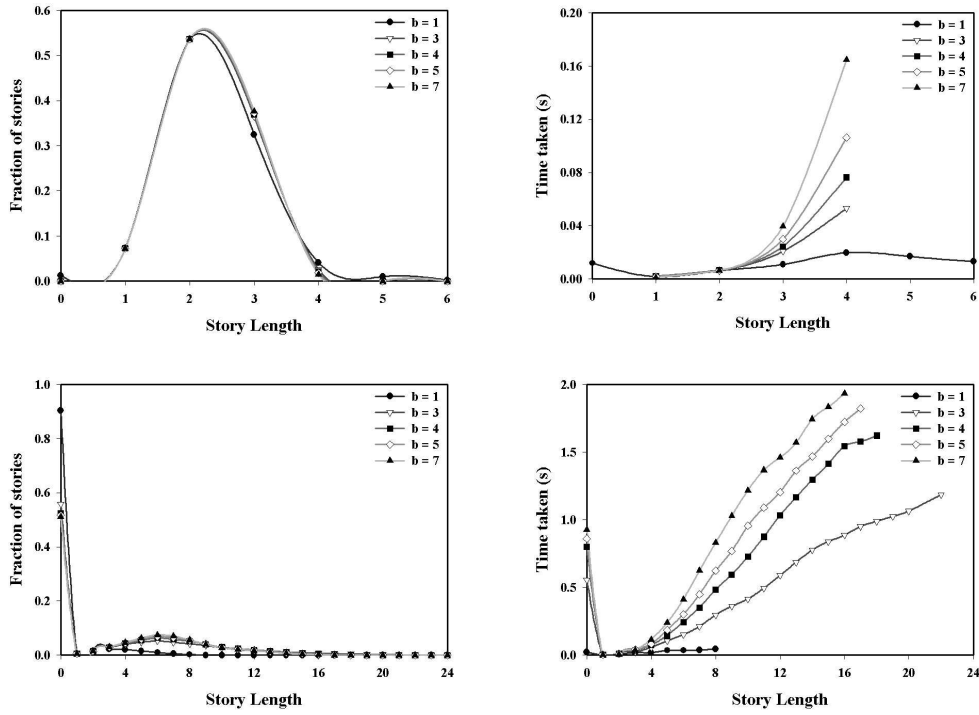 Fraction of stories
0.6
0.5
0.4
0.3
0.2
0.1
0.0
0 1 2 3 4 5 6
Story Length
b = 1
b = 3
b = 4
b = 5
b = 7
Time taken (s)
0.20
0.16
0.12
0.08
0.04
0.00
0 1 2 3 4 5 6
Story Length
b = 1
b = 3
b = 4
b = 5
b = 7
Fraction of stories
1.0
0.8
0.6
0.4
0.2
0.0
0 4 8 12 16 20 24
Story Length
b = 1
b = 3
b = 4
b = 5
b = 7
Time taken (s)
2.0
1.5
1.0
0.5
0.0
0 4 8 12 16 20 24
Story Length
b = 1
b = 3
b = 4
b = 5
b = 7